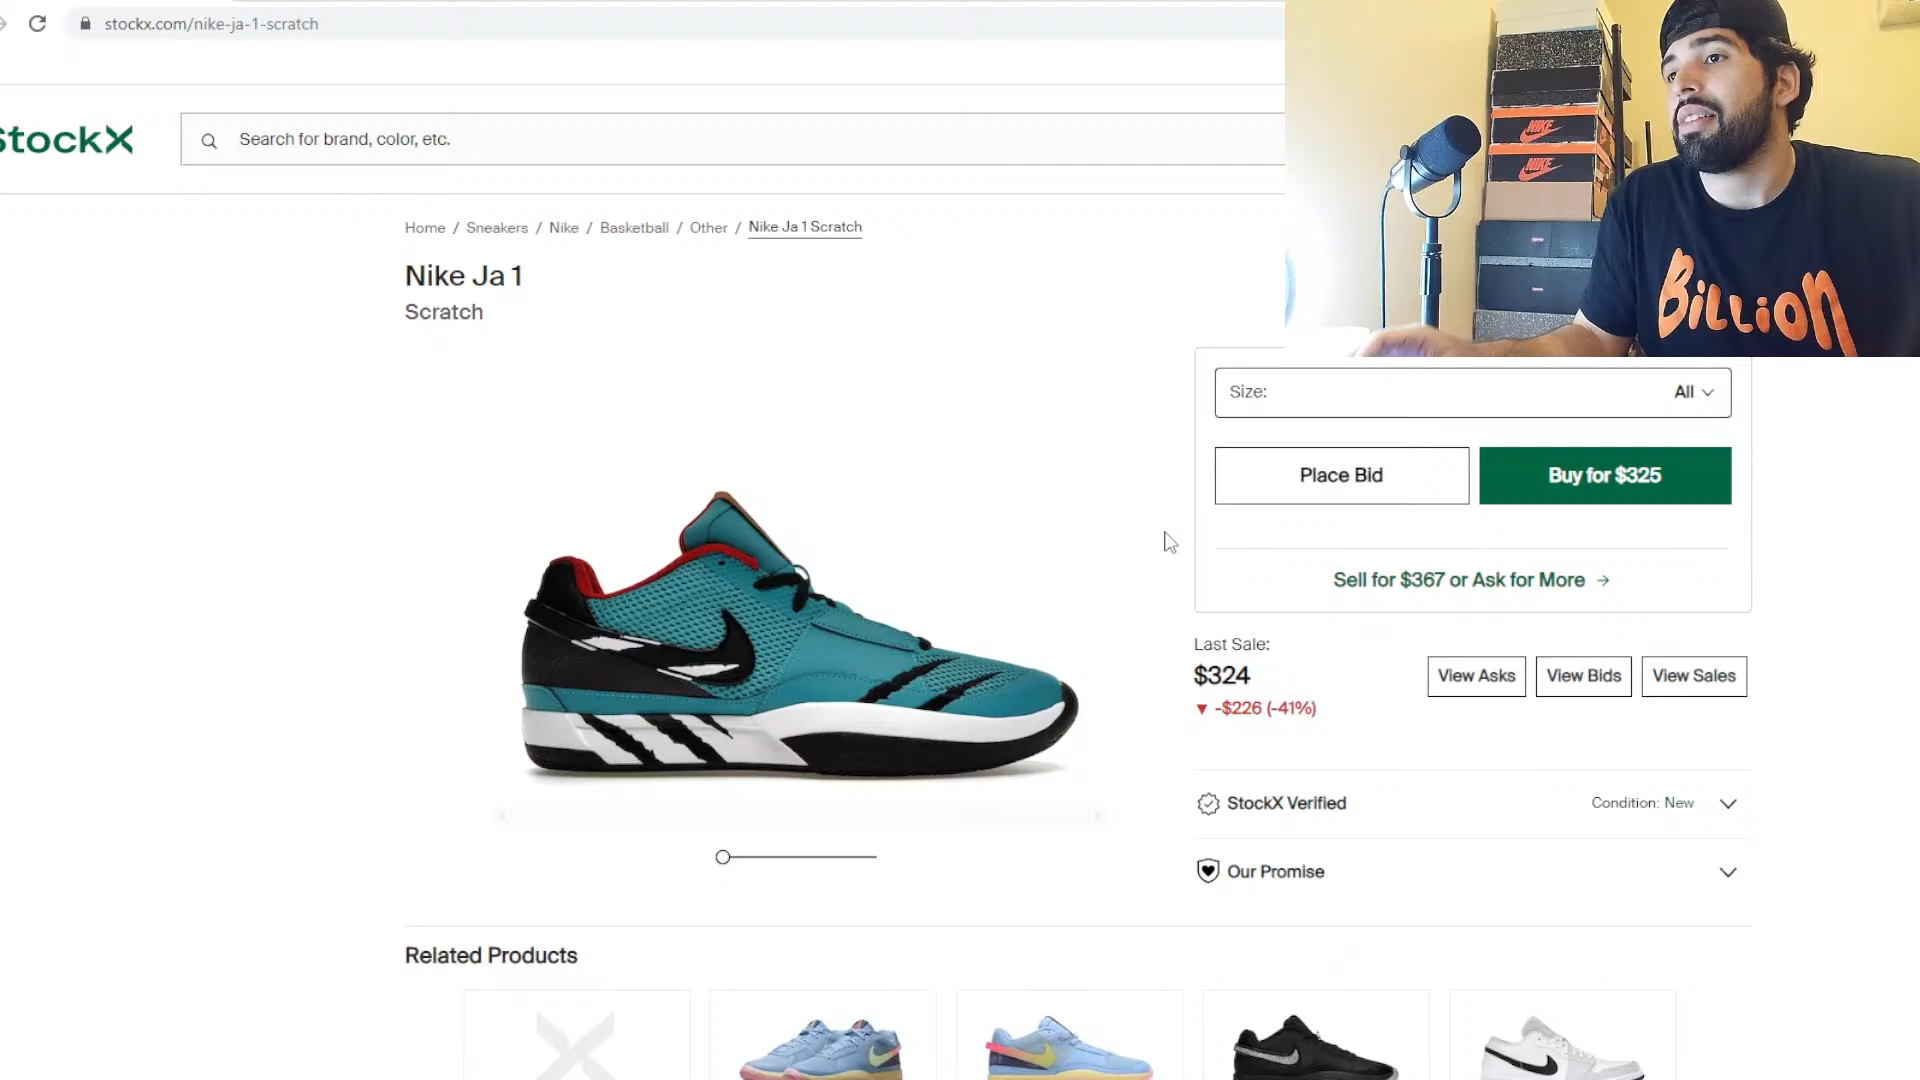 stockx.com/nike-ja-1-scratch
StockX
Search for brand, color, etc.
NIKE
NIKE
BiLLiON
Home / Sneakers / Nike / Basketball / Other / Nike Ja 1 Scratch
Nike Ja 1
Scratch
Size:
All
Place Bid
Buy for $325
Sell for $367 or Ask for More →
Last Sale:
$324
▼ -$226 (-41%)
View Asks
View Bids
View Sales
StockX Verified
Condition: New
Our Promise
Related Products